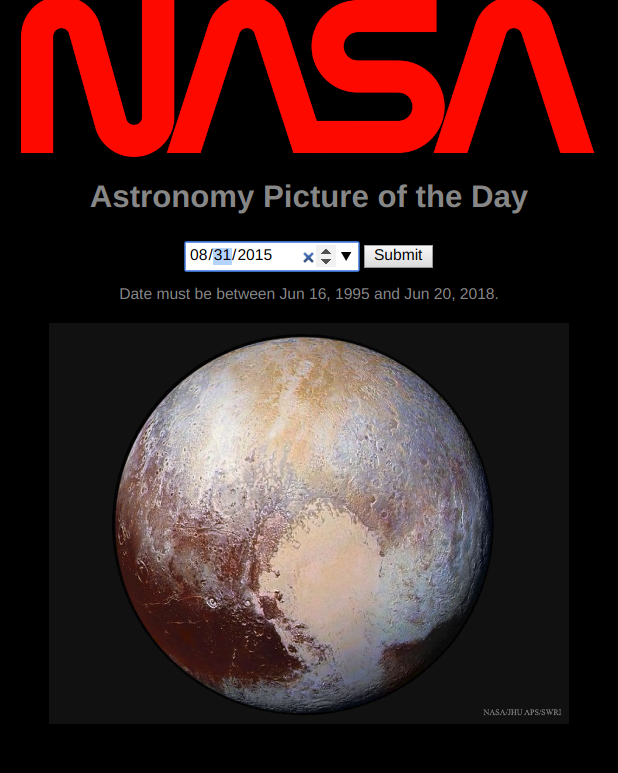 NASA
Astronomy Picture of the Day
08/31/2015
Submit
Date must be between Jun 16, 1995 and Jun 20, 2018.
NASA/JHU APS/SWRI